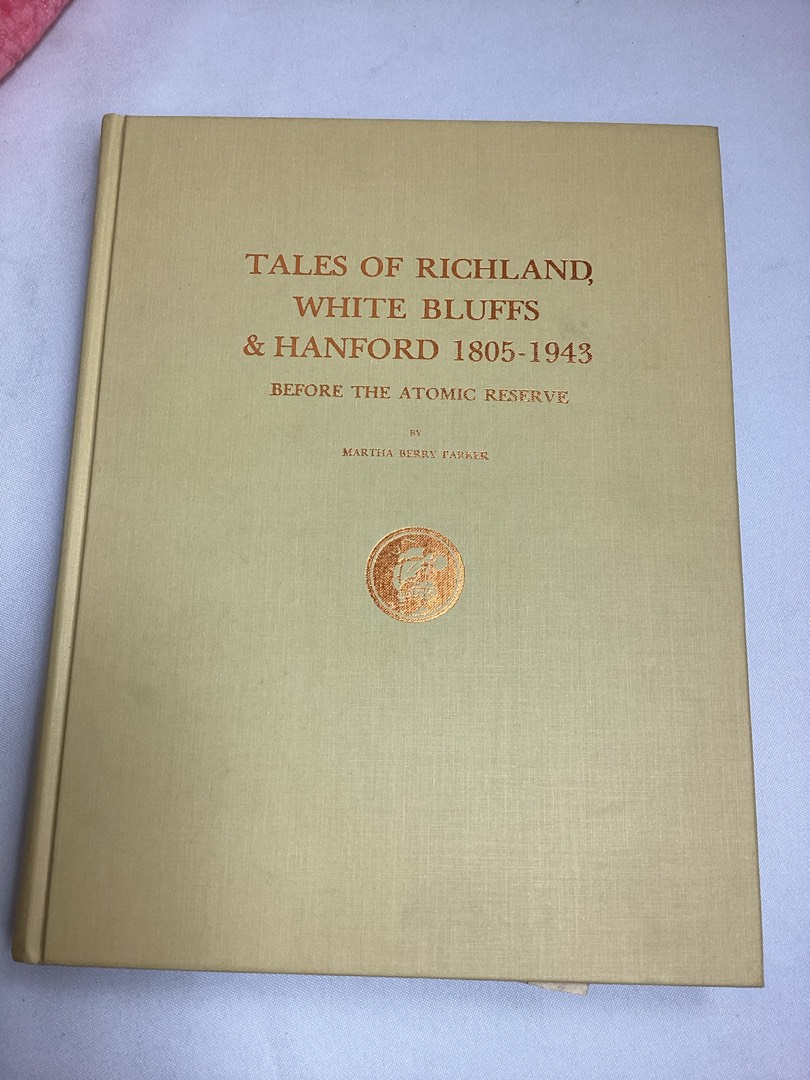 TALES OF RICHLAND,
WHITE BLUFFS
& HANFORD 1805-1943
BEFORE THE ATOMIC RESERVE
BY
MARTHA BERRY PARKER